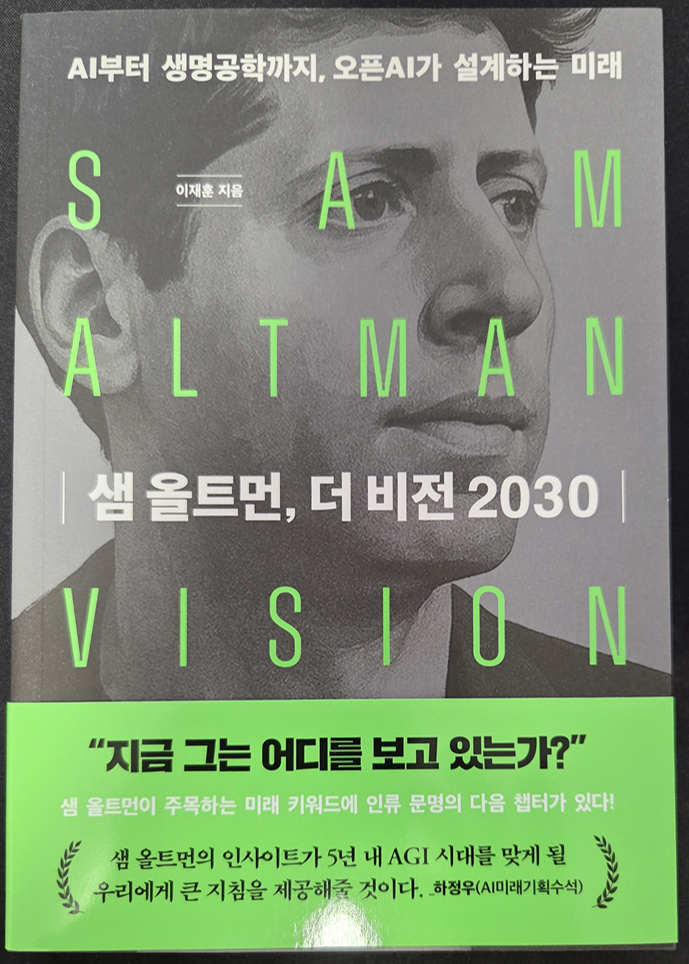 AI부터 생명공학까지, 오픈AI가 설계하는 미래
SAM
이재훈 지음
ALTMAN
샘 올트먼, 더 비전 2030
VISION
“지금 그는 어디를 보고 있는가?”
샘 올트먼이 주목하는 미래 키워드에 인류 문명의 다음 챕터가 있다!
샘 올트먼의 인사이트가 5년 내 AGI 시대를 맞게 될
우리에게 큰 지침을 제공해줄 것이다. _하정우(AI미래기획수석)